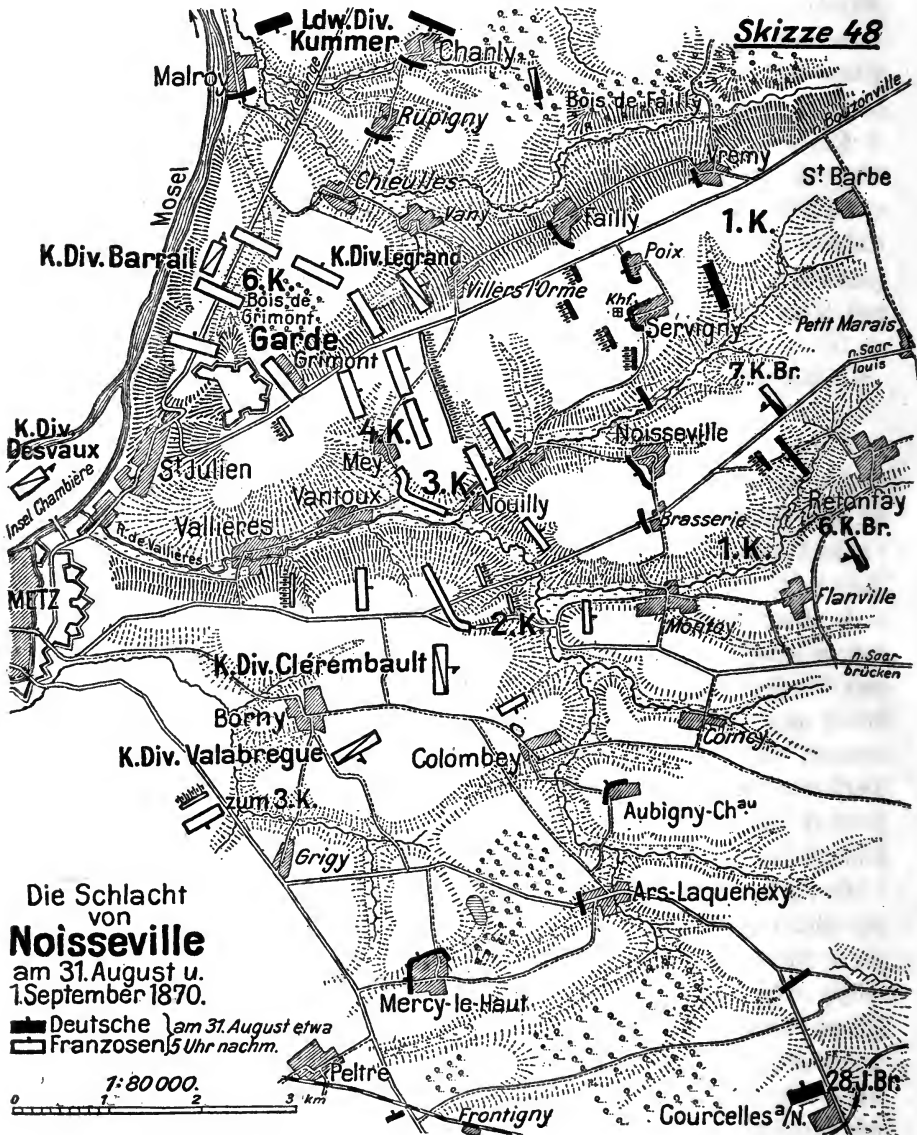 Skizze 48
Ldw. Div.
Kummer
Charly
Malroy
Rupigny
Bois de Failly
Bouzonville
Vremy
St Barbe
Mosel
Chieulles
Vany
Failly
1. K.
K. Div. Barrail
6. K.
K. Div. Legrand
Poix
Bois de
Grimont
Villers l'Orme
Khf.
Servigny
Garde
Grimont
Petit Marais
n. Saar-
louis
7. K. Br.
K. Div.
Desvaux
4. K.
Mey
Noisseville
St Julien
Insel Chambière
3. K.
Nouilly
Vantoux
Vallières
R. de Vallières
Brasserie
Retonfay
6. K. Br.
1. K.
METZ
Flanville
2. K.
Montoy
n. Saar-
brücken
K. Div. Clérembault
Borny
K. Div. Valabregue
Colombey
Coincy
zum 3. K.
Aubigny-Chau
Grigy
Ars-Laquenexy
Die Schlacht
von
Noisseville
am 31. August u.
1. September 1870.
Deutsche } am 31. August etwa
Franzosen } 5 Uhr nachm.
Mercy-le-Haut
1:80 000.
0 1 2 3 km
Peltre
Frontigny
28. J. Br.
Courcelles a/N.